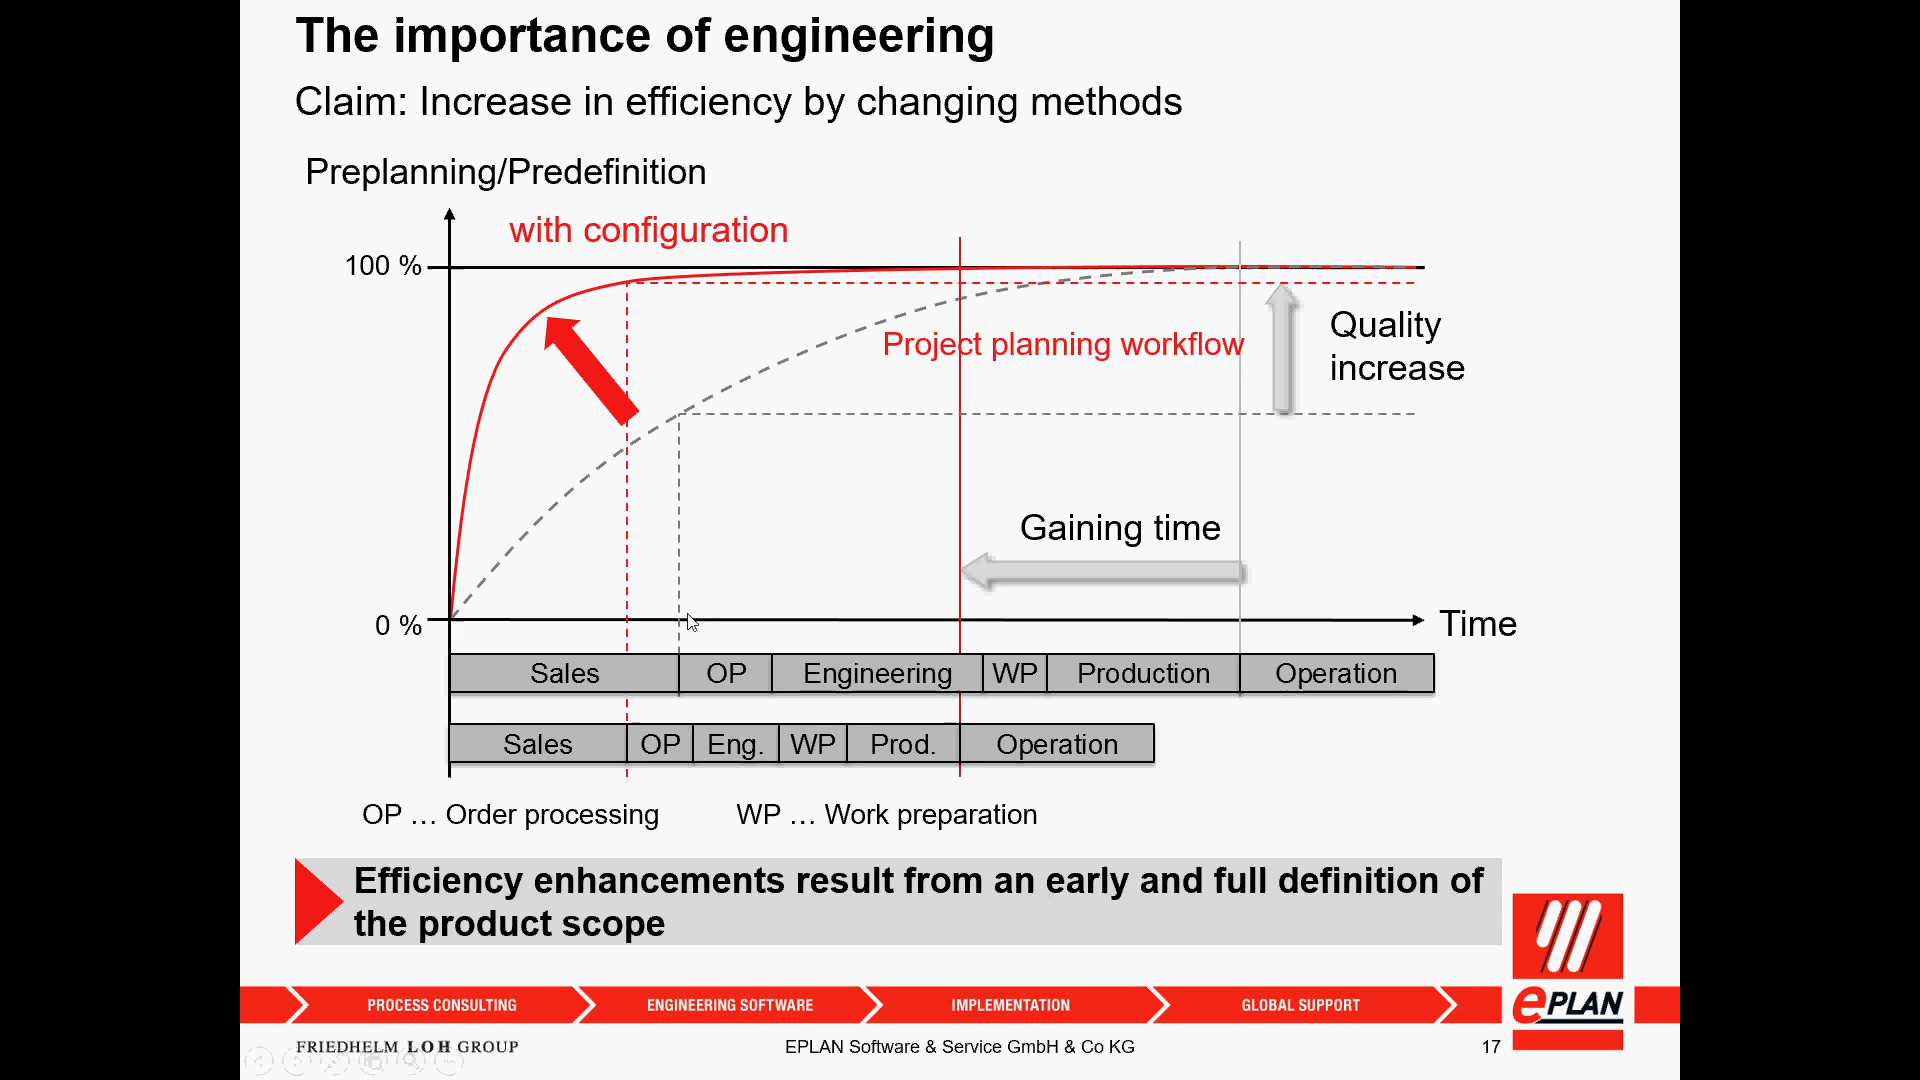 The importance of engineering
Claim: Increase in efficiency by changing methods
Preplanning/Predefinition
with configuration
100 %
Project planning workflow
Quality
increase
Gaining time
0 %
Time
Sales OP Engineering WP Production Operation
Sales OP Eng. WP Prod. Operation
OP … Order processing WP … Work preparation
Efficiency enhancements result from an early and full definition of
the product scope
PROCESS CONSULTING ENGINEERING SOFTWARE IMPLEMENTATION GLOBAL SUPPORT
ePLAN
FRIEDHELM LOH GROUP EPLAN Software & Service GmbH & Co KG 17